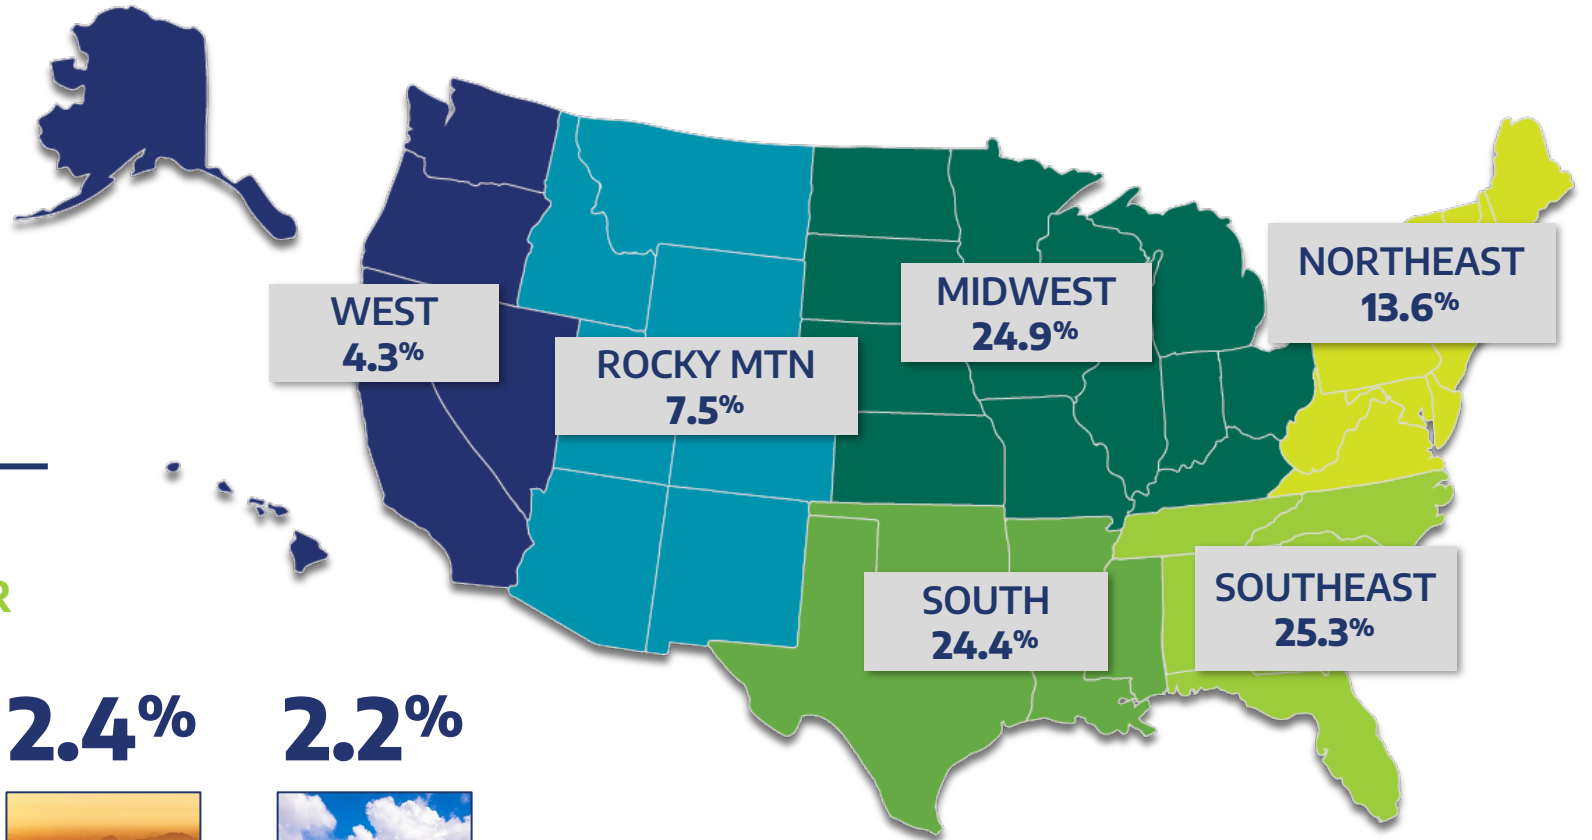 NORTHEAST
13.6%
MIDWEST
24.9%
WEST
4.3%
ROCKY MTN
7.5%
SOUTH
24.4%
SOUTHEAST
25.3%
R
2.4%
2.2%